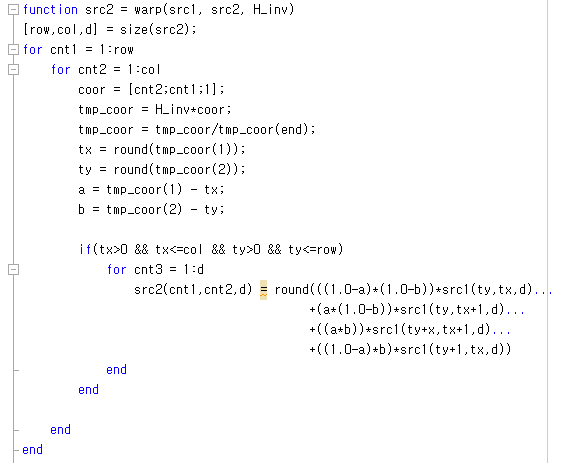 function src2 = warp(src1, src2, H_inv)
[row,col,d] = size(src2);
for cnt1 = 1:row
for cnt2 = 1:col
coor = [cnt2;cnt1;1];
tmp_coor = H_inv*coor;
tmp_coor = tmp_coor/tmp_coor(end);
tx = round(tmp_coor(1));
ty = round(tmp_coor(2));
a = tmp_coor(1) - tx;
b = tmp_coor(2) - ty;
if(tx>0 && tx<=col && ty>0 && ty<=row)
for cnt3 = 1:d
src2(cnt1,cnt2,d) = round(((1.0-a)*(1.0-b))*src1(ty,tx,d)...
+(a*(1.0-b))*src1(ty,tx+1,d)...
+((a*b))*src1(ty+x,tx+1,d)...
+((1.0-a)*b)*src1(ty+1,tx,d))
end
end
end
end